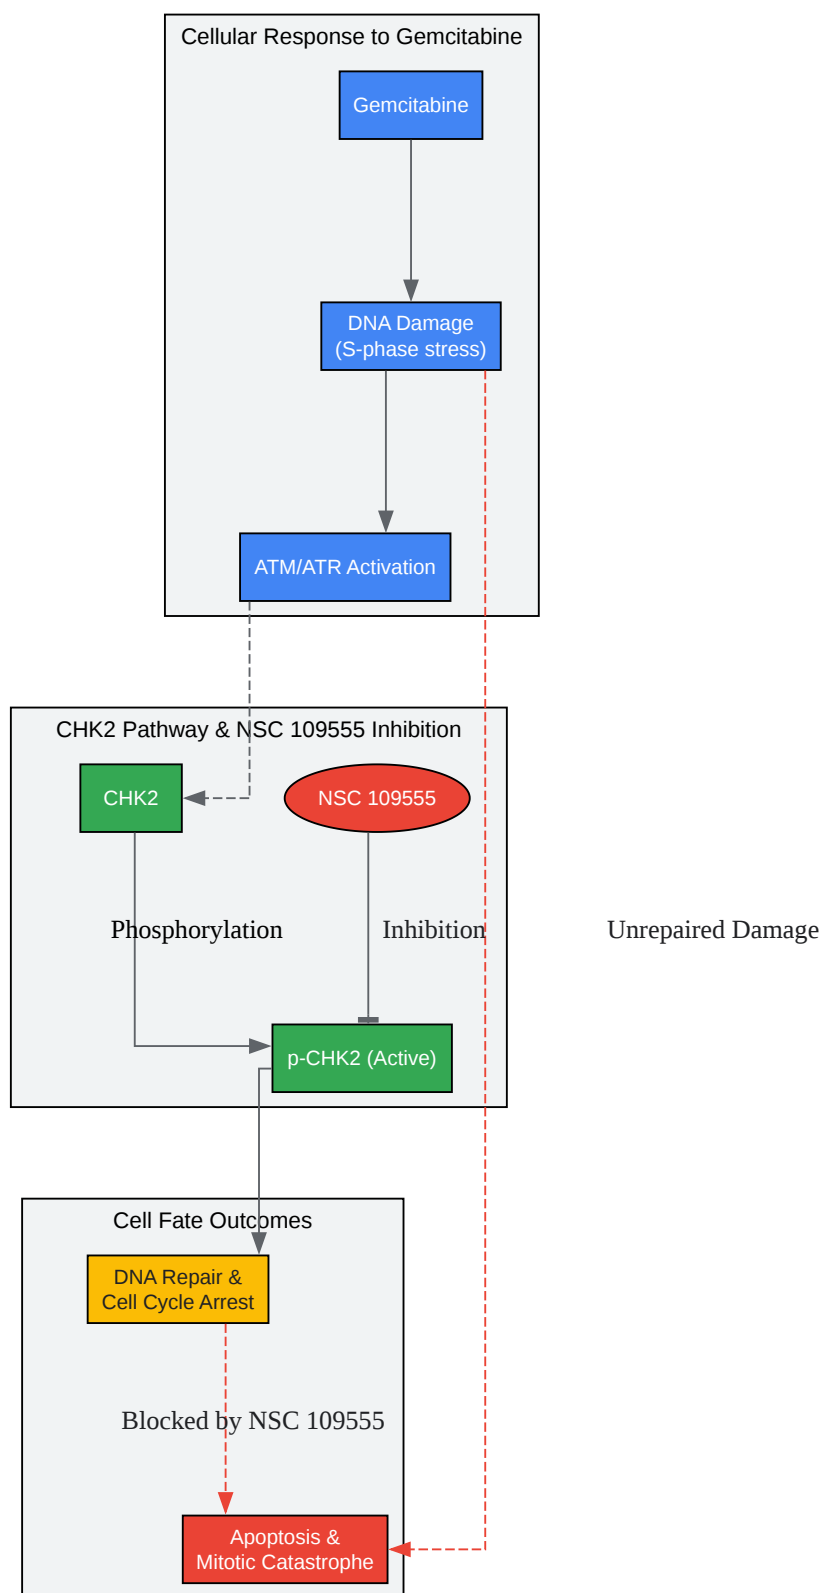 Cellular Response to Gemcitabine
Gemcitabine
DNA Damage
(S-phase stress)
ATM/ATR Activation
CHK2 Pathway & NSC 109555 Inhibition
CHK2
NSC 109555
Phosphorylation
Inhibition
Unrepaired Damage
p-CHK2 (Active)
Cell Fate Outcomes
DNA Repair &
Cell Cycle Arrest
Blocked by NSC 109555
Apoptosis &
Mitotic Catastrophe